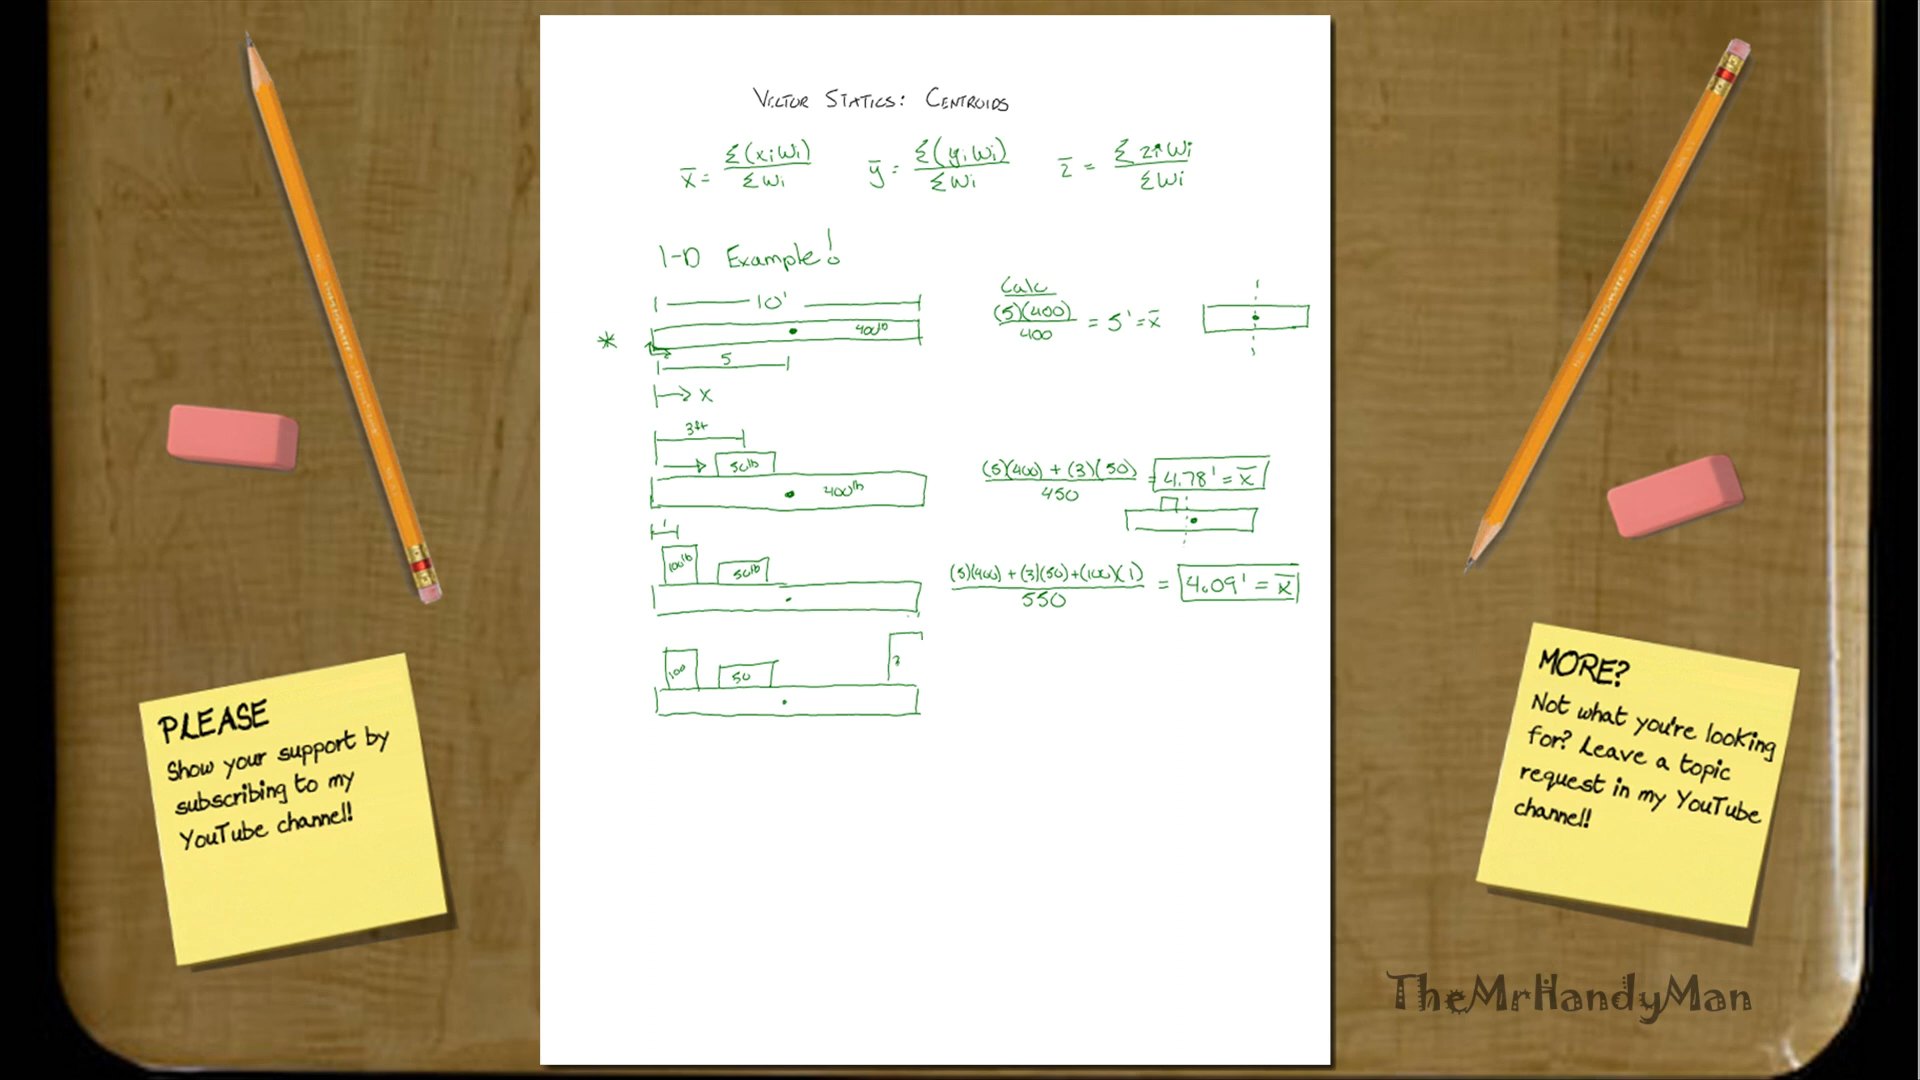 VECTOR STATICS: CENTROIDS
x̄ = Σ(xiWi) / ΣWi ȳ = Σ(yiWi) / ΣWi z̄ = Σ ziWi / ΣWi
1-D Example!
10'
400lb
*
5
x
Calc
(5)(400) / 400 = 5' = x̄
3ft
50lb
400lb
(5)(400) + (3)(50) / 450 = 4.78' = x̄
1'
100lb
50lb
(5)(400) + (3)(50) + (100)(1) / 550 = 4.09' = x̄
100
50
PLEASE
Show your support by
subscribing to my
YouTube channel!
MORE?
Not what you're looking
for? Leave a topic
request in my YouTube
channel!
TheMrHandyMan